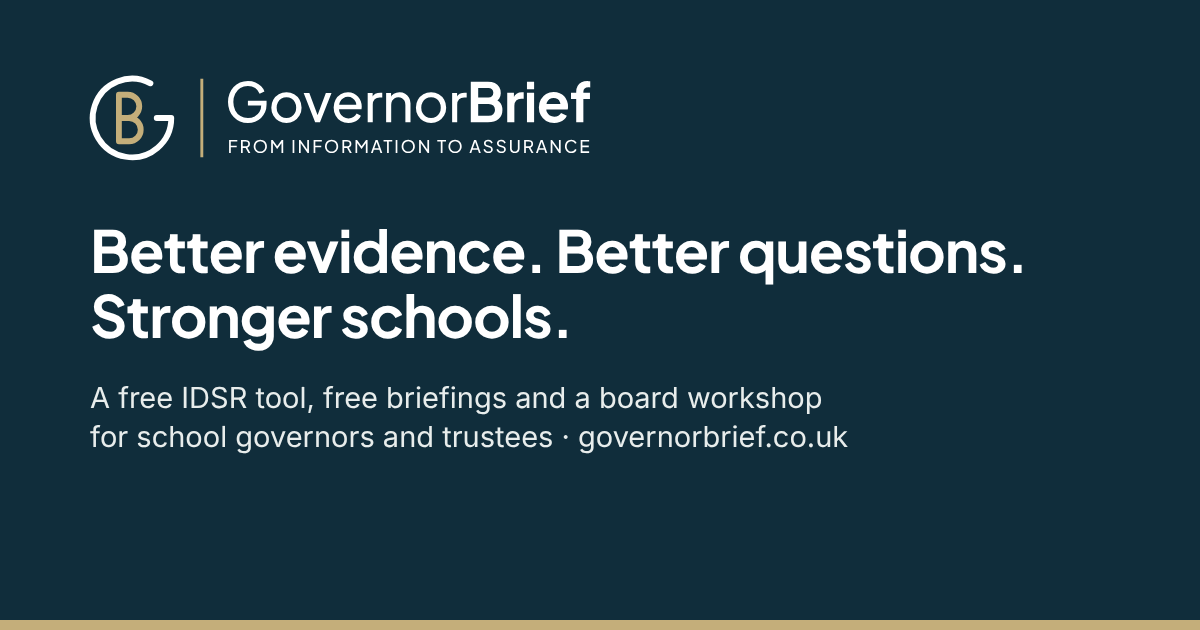 GB
GovernorBrief
FROM INFORMATION TO ASSURANCE
Better evidence. Better questions.
Stronger schools.
A free IDSR tool, free briefings and a board workshop
for school governors and trustees · governorbrief.co.uk